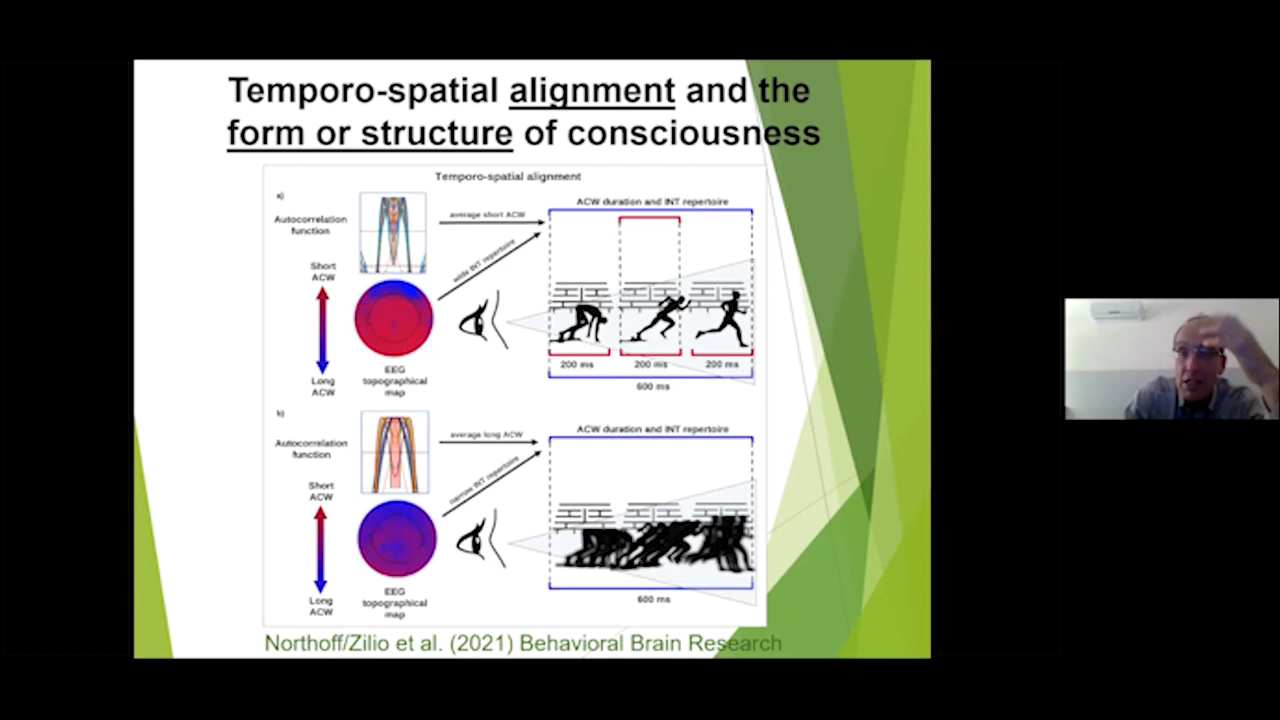 Temporo-spatial alignment and the
form or structure of consciousness
Temporo-spatial alignment
a)
Autocorrelation
function
average short ACW
wide INT repertoire
ACW duration and INT repertoire
Short
ACW
Long
ACW
EEG
topographical
map
200 ms
200 ms
200 ms
600 ms
b)
Autocorrelation
function
average long ACW
narrow INT repertoire
ACW duration and INT repertoire
Short
ACW
Long
ACW
EEG
topographical
map
600 ms
Northoff/Zilio et al. (2021) Behavioral Brain Research